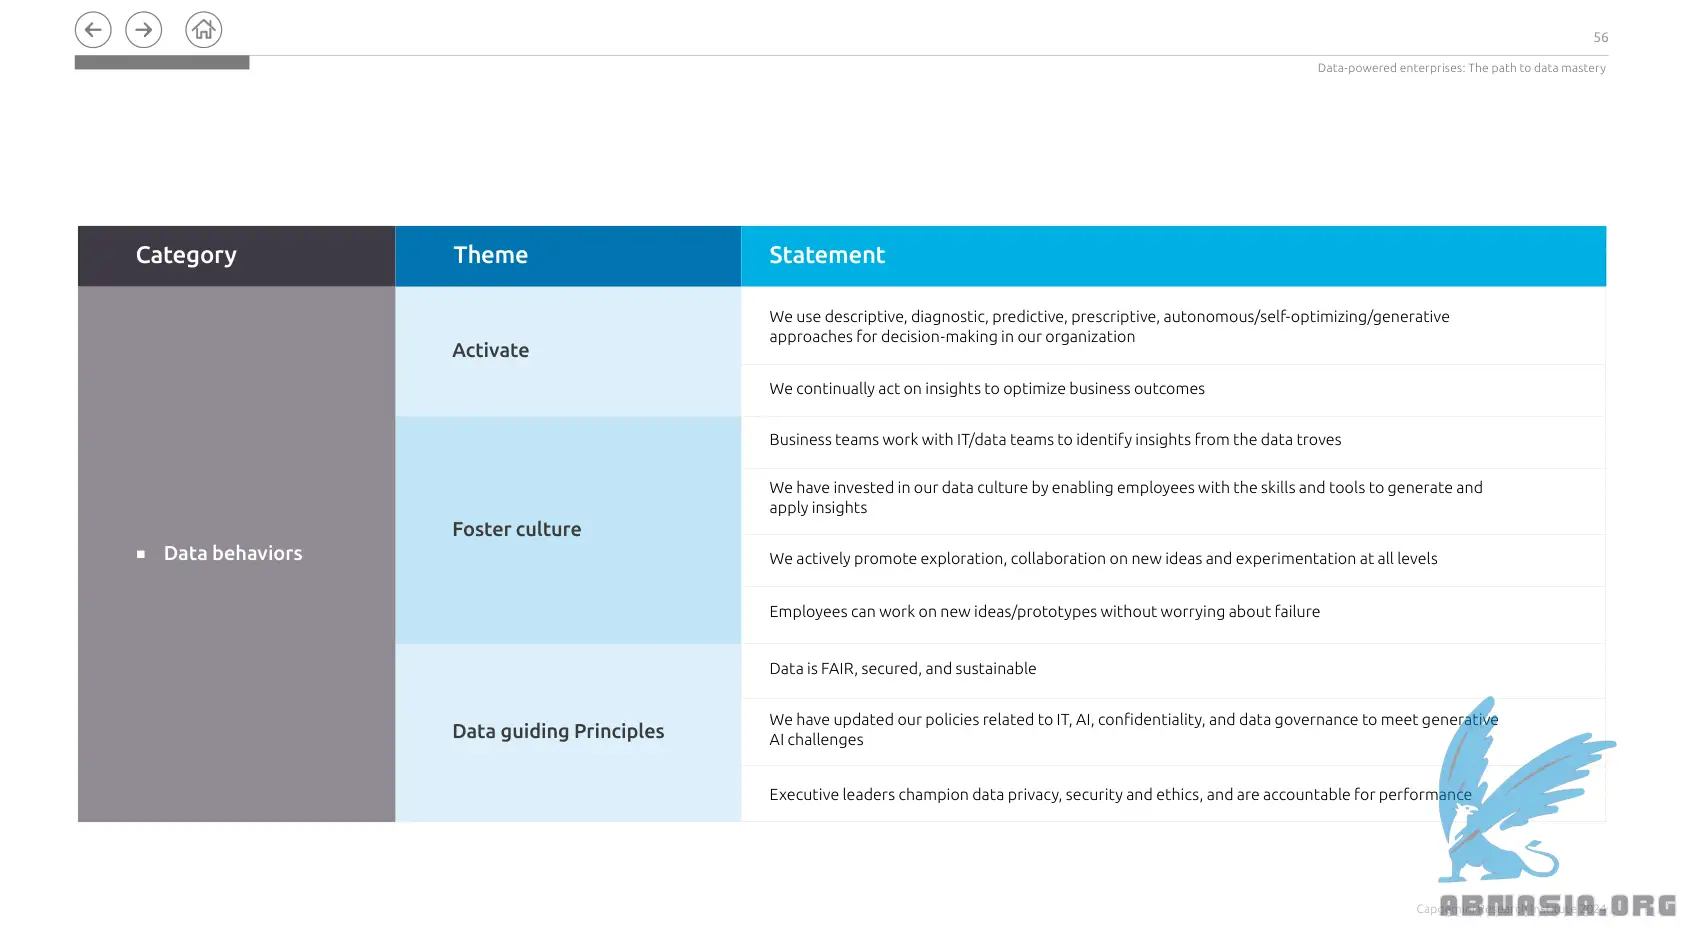 56
Data-powered enterprises: The path to data mastery
Category
Theme
Statement
Data behaviors
Activate
We use descriptive, diagnostic, predictive, prescriptive, autonomous/self-optimizing/generative
approaches for decision-making in our organization
We continually act on insights to optimize business outcomes
Foster culture
Business teams work with IT/data teams to identify insights from the data troves
We have invested in our data culture by enabling employees with the skills and tools to generate and
apply insights
We actively promote exploration, collaboration on new ideas and experimentation at all levels
Employees can work on new ideas/prototypes without worrying about failure
Data guiding Principles
Data is FAIR, secured, and sustainable
We have updated our policies related to IT, AI, confidentiality, and data governance to meet generative
AI challenges
Executive leaders champion data privacy, security and ethics, and are accountable for performance
Capgemini Research Institute 2024
ABNASIA.ORG